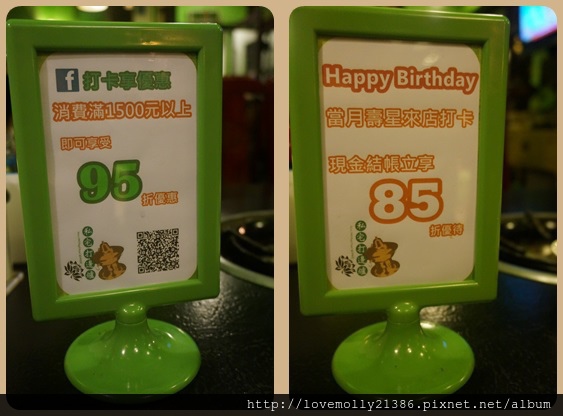 f 打卡享優惠
消費滿1500元以上
即可享受
95
折優惠
Happy Birthday
當月壽星來店打卡
現金結帳立享
85
折優待
http://lovemolly21386.pixnet.net/album